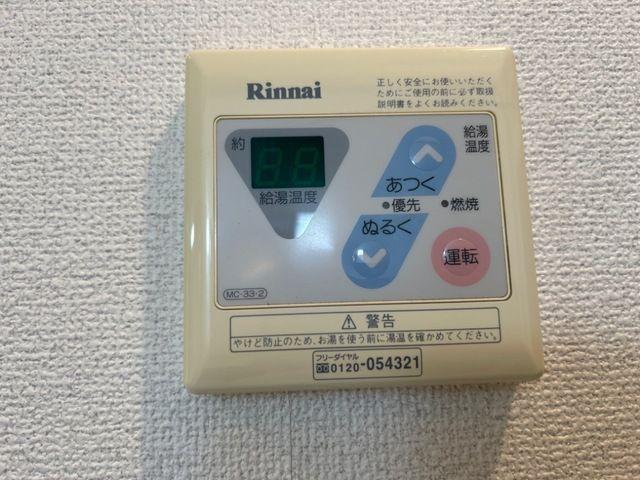 Rinnai
正しく安全にお使いいただく
ためにご使用の前に必ず取扱
説明書をよくお読みください。
約
給湯温度
給湯
温度
あつく
優先
燃焼
ぬるく
運転
MC-33-2
⚠ 警告
やけど防止のため、お湯を使う前に湯温を確かめてください。
フリーダイヤル
0120-054321